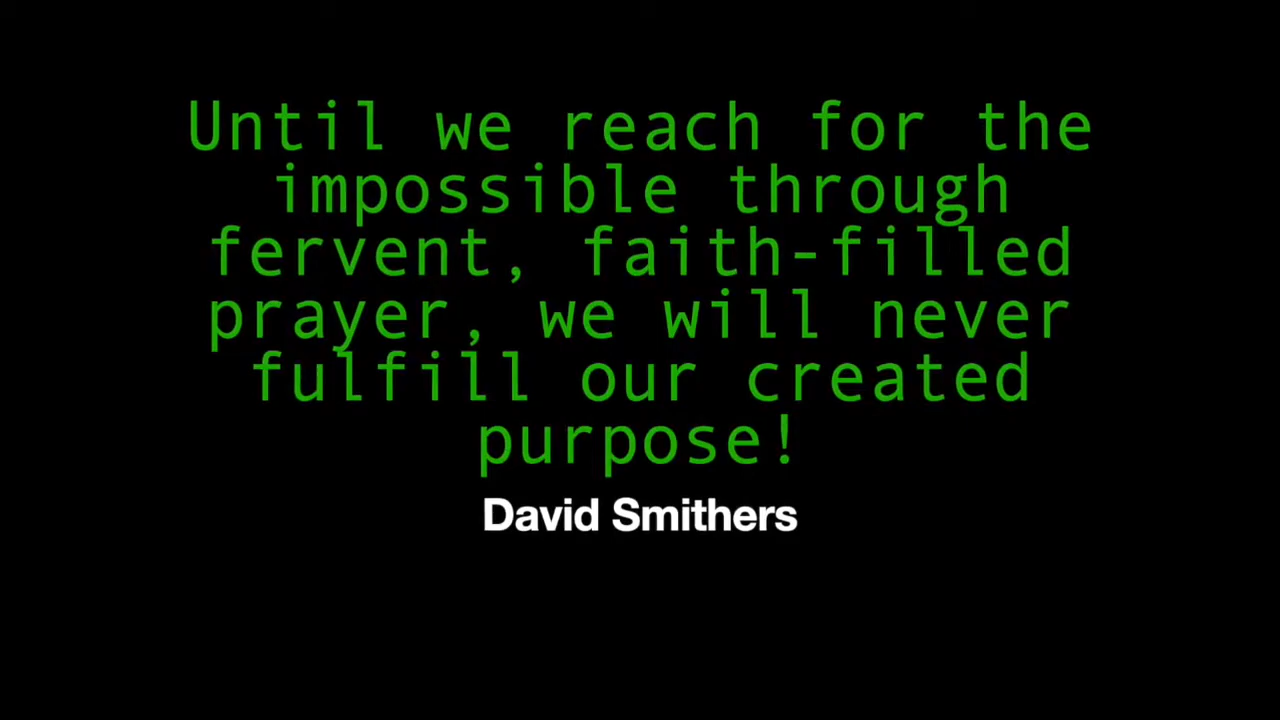 Until we reach for the
impossible through
fervent, faith-filled
prayer, we will never
fulfill our created
purpose!
David Smithers